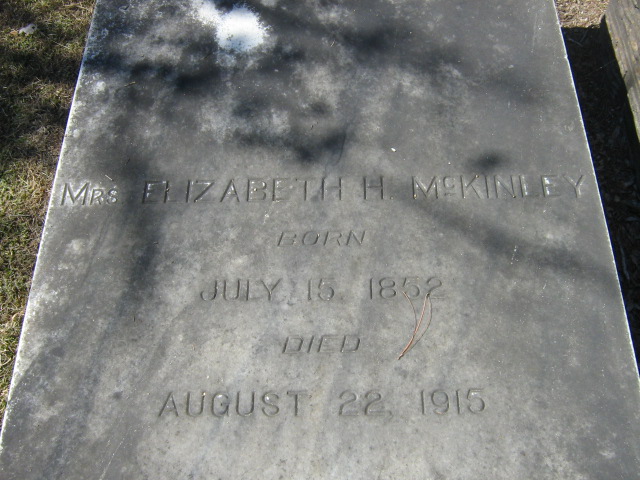 MRS ELIZABETH H. MCKINLEY
BORN
JULY 15, 1852
DIED
AUGUST 22, 1915